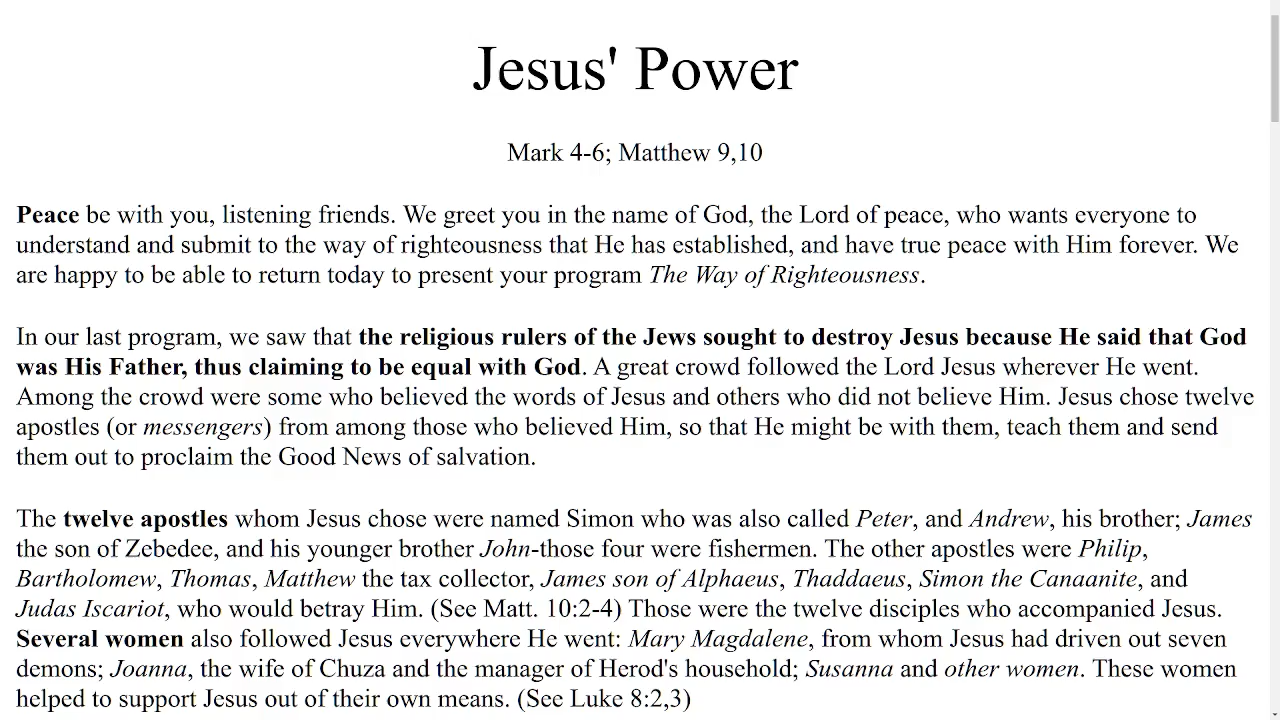 Jesus' Power
Mark 4-6; Matthew 9,10
Peace be with you, listening friends. We greet you in the name of God, the Lord of peace, who wants everyone to
understand and submit to the way of righteousness that He has established, and have true peace with Him forever. We
are happy to be able to return today to present your program The Way of Righteousness.
In our last program, we saw that the religious rulers of the Jews sought to destroy Jesus because He said that God
was His Father, thus claiming to be equal with God. A great crowd followed the Lord Jesus wherever He went.
Among the crowd were some who believed the words of Jesus and others who did not believe Him. Jesus chose twelve
apostles (or messengers) from among those who believed Him, so that He might be with them, teach them and send
them out to proclaim the Good News of salvation.
The twelve apostles whom Jesus chose were named Simon who was also called Peter, and Andrew, his brother; James
the son of Zebedee, and his younger brother John-those four were fishermen. The other apostles were Philip,
Bartholomew, Thomas, Matthew the tax collector, James son of Alphaeus, Thaddaeus, Simon the Canaanite, and
Judas Iscariot, who would betray Him. (See Matt. 10:2-4) Those were the twelve disciples who accompanied Jesus.
Several women also followed Jesus everywhere He went: Mary Magdalene, from whom Jesus had driven out seven
demons; Joanna, the wife of Chuza and the manager of Herod's household; Susanna and other women. These women
helped to support Jesus out of their own means. (See Luke 8:2,3)